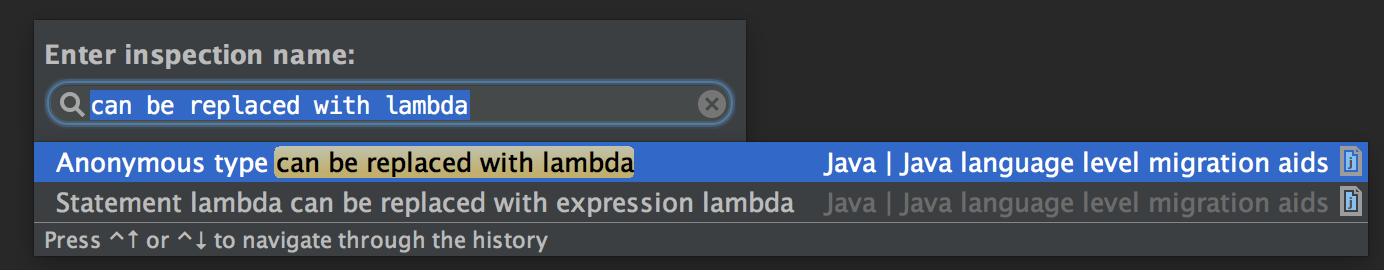 Enter inspection name:
can be replaced with lambda
Anonymous type can be replaced with lambda Java | Java language level migration aids
Statement lambda can be replaced with expression lambda Java | Java language level migration aids
Press ^↑ or ^↓ to navigate through the history